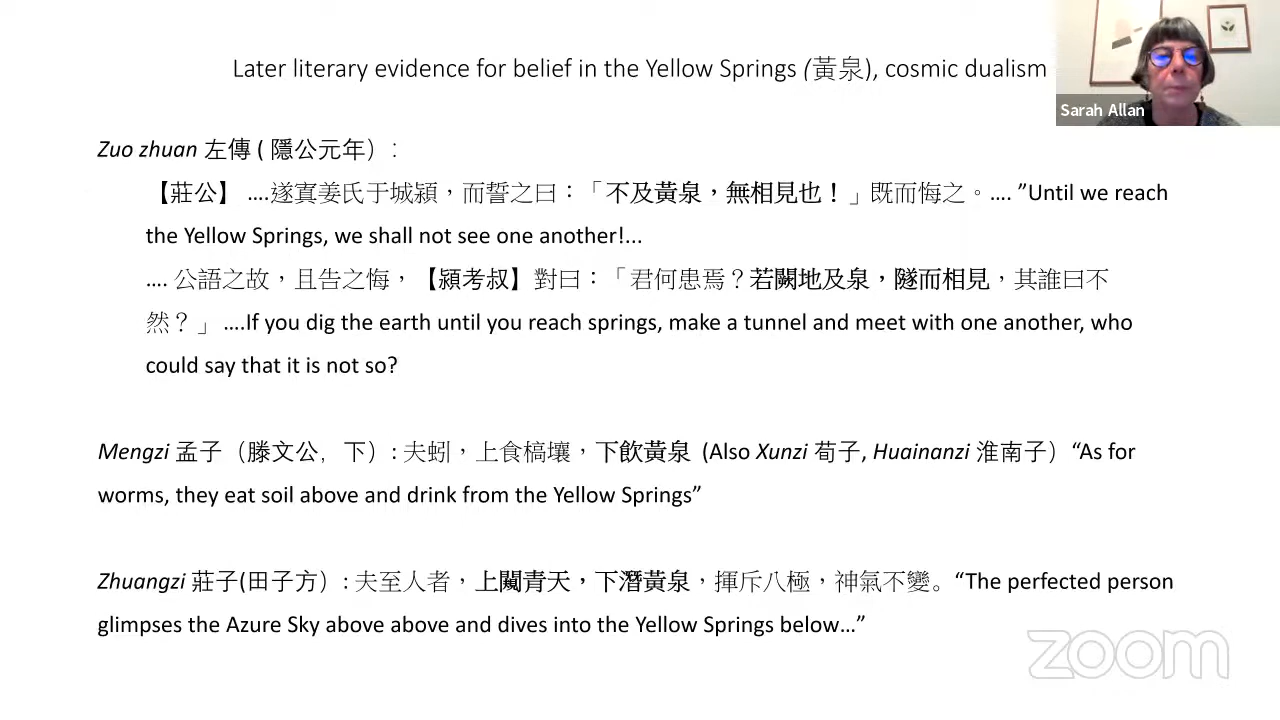 Later literary evidence for belief in the Yellow Springs (黃泉), cosmic dualism
Sarah Allan
Zuo zhuan 左傳 ( 隱公元年）:
【莊公】 ….遂寘姜氏于城潁，而誓之曰：「不及黃泉，無相見也！」既而悔之。…. ”Until we reach
the Yellow Springs, we shall not see one another!...
…. 公語之故，且告之悔，【潁考叔】對曰：「君何患焉？若闕地及泉，隧而相見，其誰曰不
然？」….If you dig the earth until you reach springs, make a tunnel and meet with one another, who
could say that it is not so?
Mengzi 孟子（滕文公，下）: 夫蚓，上食槁壤，下飲黃泉 (Also Xunzi 荀子, Huainanzi 淮南子）“As for
worms, they eat soil above and drink from the Yellow Springs”
Zhuangzi 莊子(田子方）: 夫至人者，上闚青天，下潛黃泉，揮斥八極，神氣不變。“The perfected person
glimpses the Azure Sky above above and dives into the Yellow Springs below…”
zoom